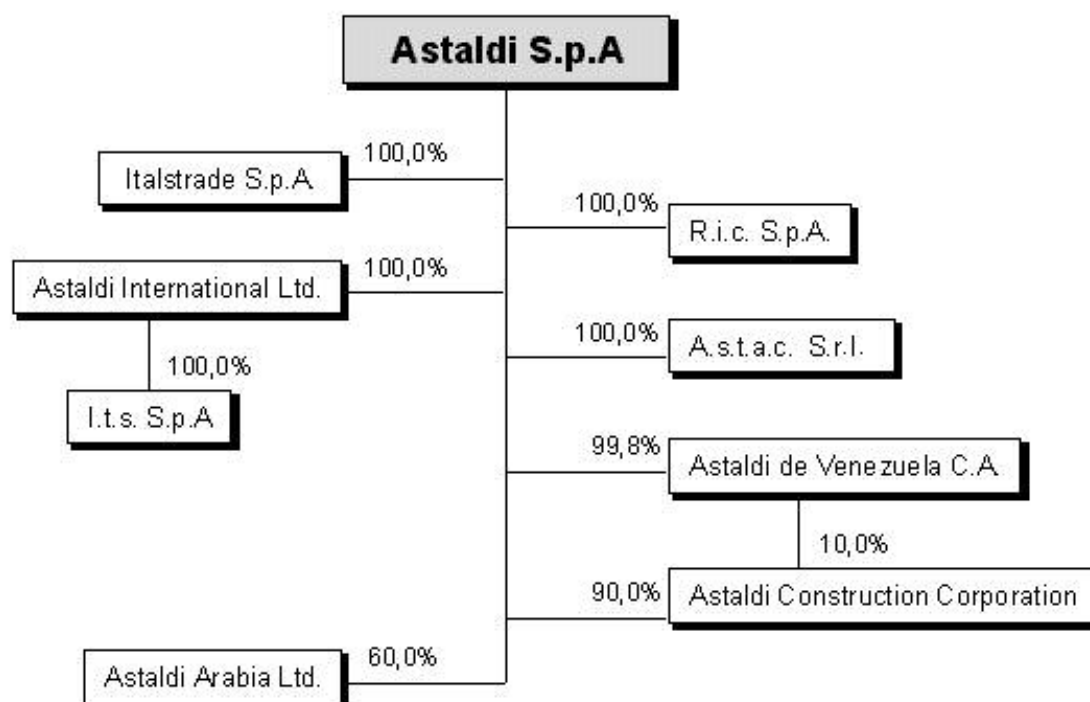 Astaldi S.p.A
100,0%
Italstrade S.p.A.
100,0%
R.i.c. S.p.A.
100,0%
Astaldi International Ltd.
100,0%
A.s.t.a.c. S.r.l.
100,0%
I.t.s. S.p.A
99,8%
Astaldi de Venezuela C.A.
10,0%
90,0%
Astaldi Construction Corporation
60,0%
Astaldi Arabia Ltd.